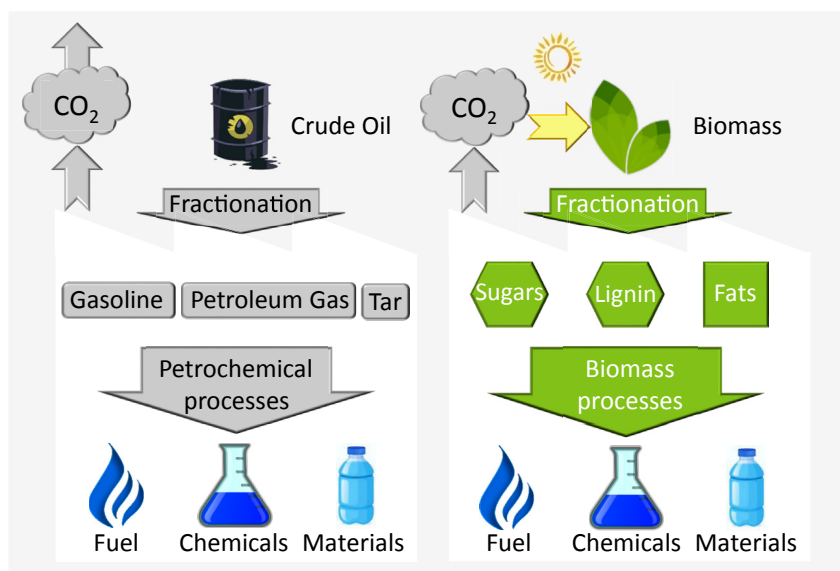 CO2
Crude Oil
Fractionation
Gasoline
Petroleum Gas
Tar
Petrochemical
processes
Fuel
Chemicals
Materials
CO2
Biomass
Fractionation
Sugars
Lignin
Fats
Biomass
processes
Fuel
Chemicals
Materials